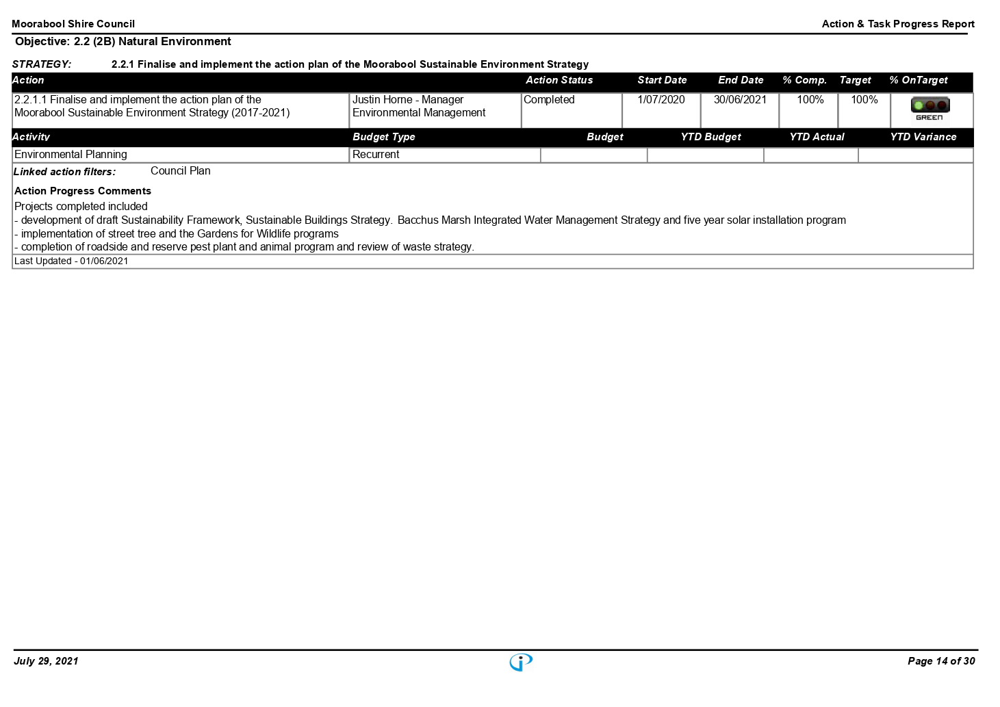 Moorabool Shire Council Action & Task Progress Report
Objective: 2.2 (2B) Natural Environment
STRATEGY: 2.2.1 Finalise and implement the action plan of the Moorabool Sustainable Environment Strategy
Action Action Status Start Date End Date % Comp. Target % OnTarget
2.2.1.1 Finalise and implement the action plan of the Justin Horne - Manager Completed 1/07/2020 30/06/2021 100% 100%
Moorabool Sustainable Environment Strategy (2017-2021) Environmental Management GREEN
Activity Budget Type Budget YTD Budget YTD Actual YTD Variance
Environmental Planning Recurrent
Linked action filters: Council Plan
Action Progress Comments
Projects completed included
- development of draft Sustainability Framework, Sustainable Buildings Strategy.  Bacchus Marsh Integrated Water Management Strategy and five year solar installation program
- implementation of street tree and the Gardens for Wildlife programs
- completion of roadside and reserve pest plant and animal program and review of waste strategy.
Last Updated - 01/06/2021
July 29, 2021 Page 14 of 30